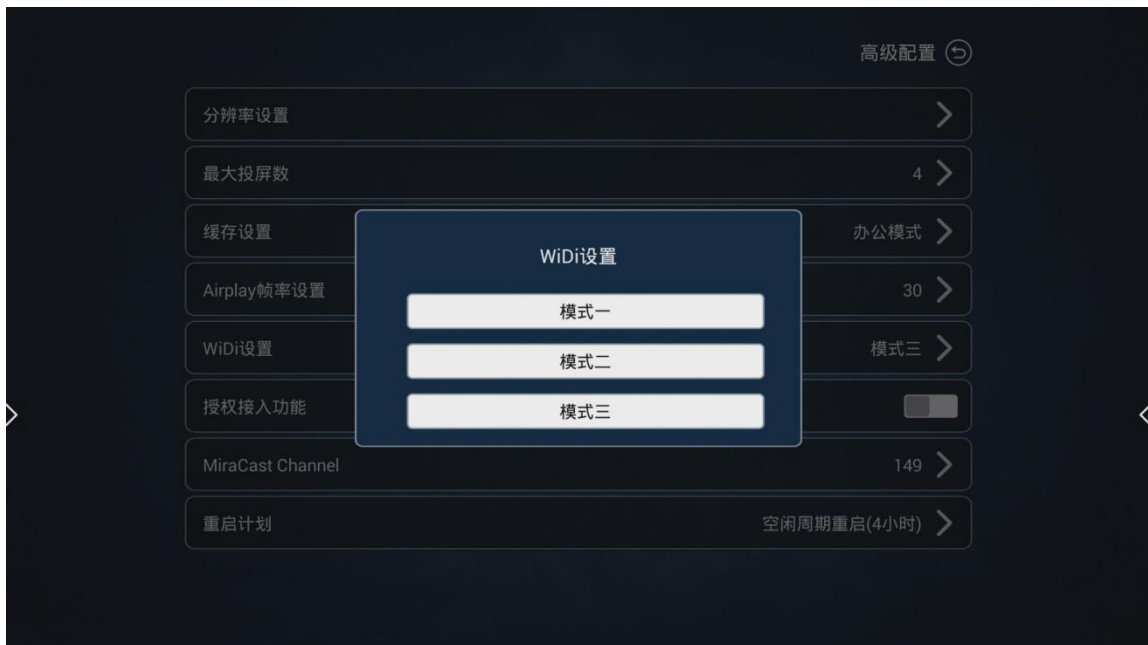 高级配置
分辨率设置
最大投屏数 4
缓存设置 办公模式
Airplay帧率设置 30
WiDi设置 模式三
授权接入功能
MiraCast Channel 149
重启计划 空闲周期重启(4小时)
WiDi设置
模式一
模式二
模式三